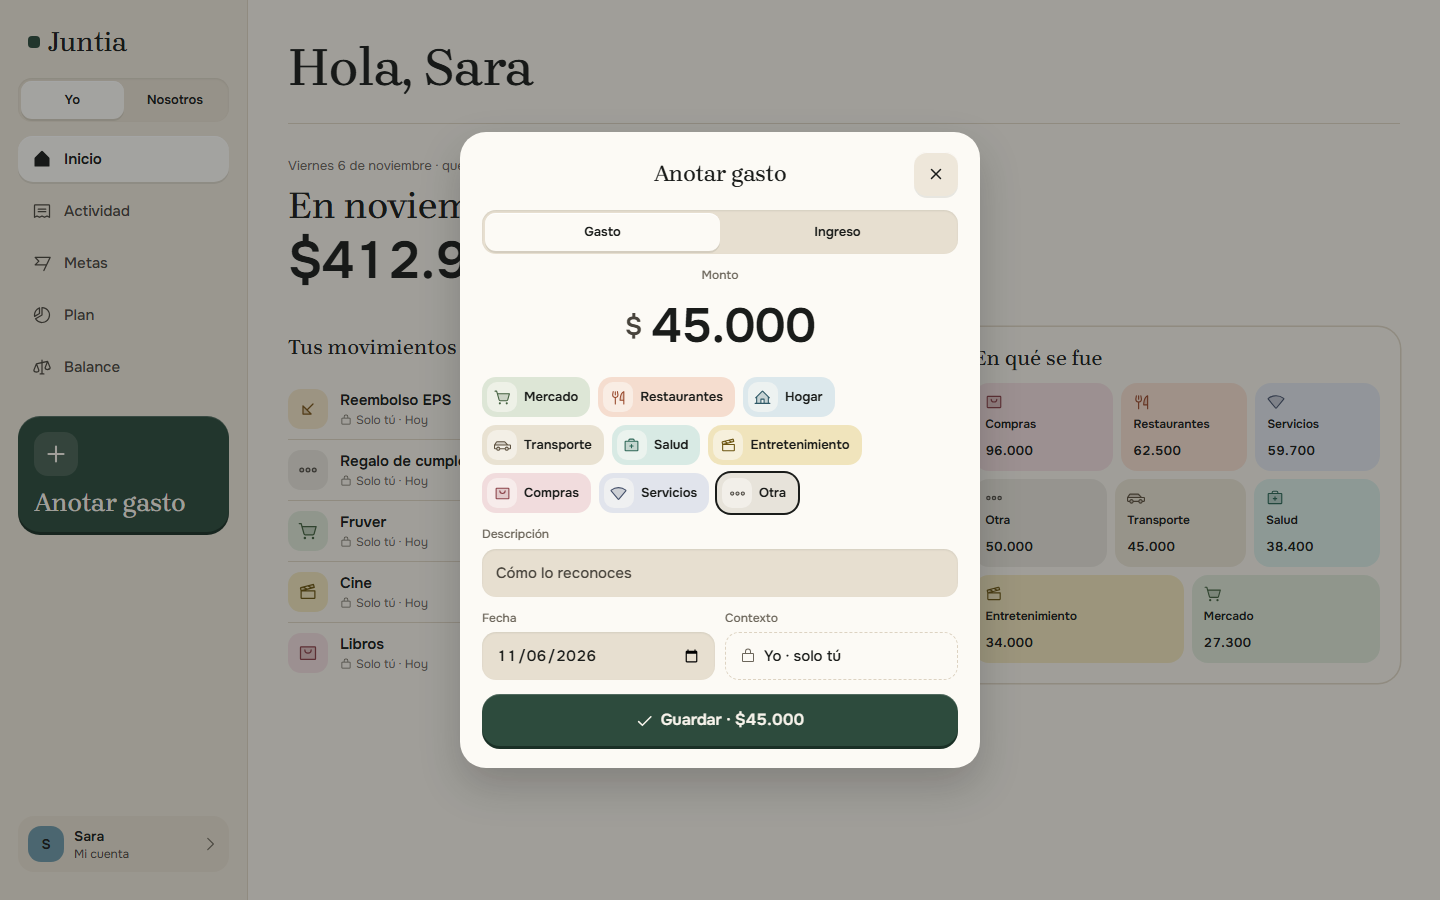 Juntia
Yo
Nosotros
Inicio
Actividad
Metas
Plan
Balance
Anotar gasto
Sara
Mi cuenta
Hola, Sara
Viernes 6 de noviembre ·
En
$412.9
Tus movimientos
Reembolso EPS
Solo tú · Hoy
Regalo de
Solo tú · Hoy
Fruver
Solo tú · Hoy
Cine
Solo tú · Hoy
Libros
Solo tú · Hoy
Anotar gasto
Gasto
Ingreso
Monto
$ 45.000
Mercado
Restaurantes
Hogar
Transporte
Salud
Entretenimiento
Compras
Servicios
Otra
Descripción
Cómo lo reconoces
Fecha
Contexto
11/06/2026
Yo · solo tú
Guardar · $45.000
En qué se fue
Compras
96.000
Restaurantes
62.500
Servicios
59.700
Otra
50.000
Transporte
45.000
Salud
38.400
Entretenimiento
34.000
Mercado
27.300
S